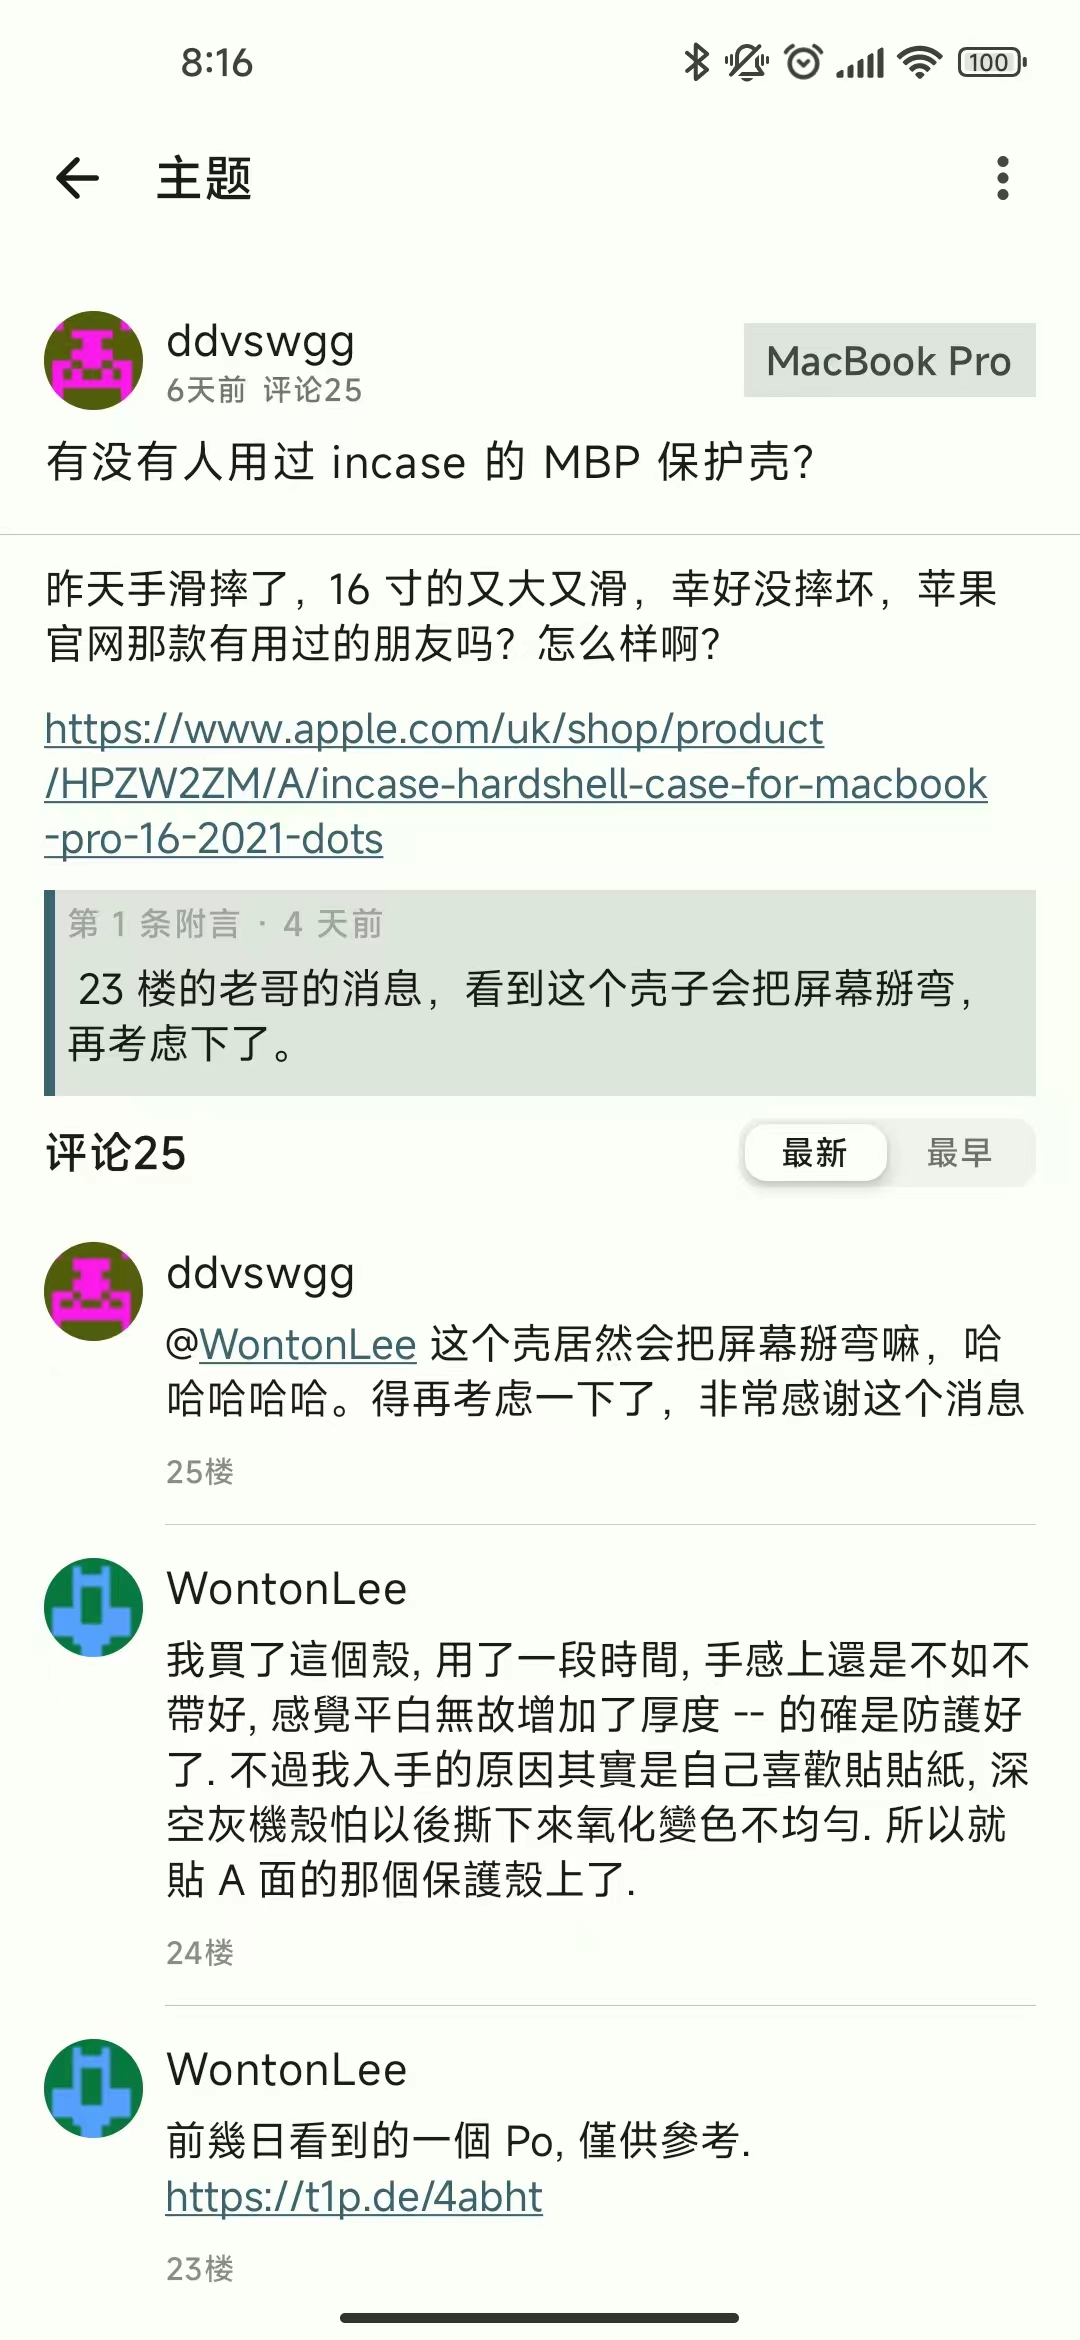 8:16
100
主题
ddvswgg
6天前 评论25
MacBook Pro
有没有人用过 incase 的 MBP 保护壳？
昨天手滑摔了，16 寸的又大又滑，幸好没摔坏，苹果
官网那款有用过的朋友吗？怎么样啊？
https://www.apple.com/uk/shop/product
/HPZW2ZM/A/incase-hardshell-case-for-macbook
-pro-16-2021-dots
第 1 条附言 · 4 天前
23 楼的老哥的消息，看到这个壳子会把屏幕掰弯，
再考虑下了。
评论25
最新
最早
ddvswgg
@WontonLee 这个壳居然会把屏幕掰弯嘛，哈
哈哈哈哈。得再考虑一下了，非常感谢这个消息
25楼
WontonLee
我買了這個殼, 用了一段時間, 手感上還是不如不
帶好, 感覺平白無故增加了厚度 -- 的確是防護好
了. 不過我入手的原因其實是自己喜歡貼貼紙, 深
空灰機殼怕以後撕下來氧化變色不均勻. 所以就
貼 A 面的那個保護殼上了.
24楼
WontonLee
前幾日看到的一個 Po, 僅供參考.
https://t1p.de/4abht
23楼